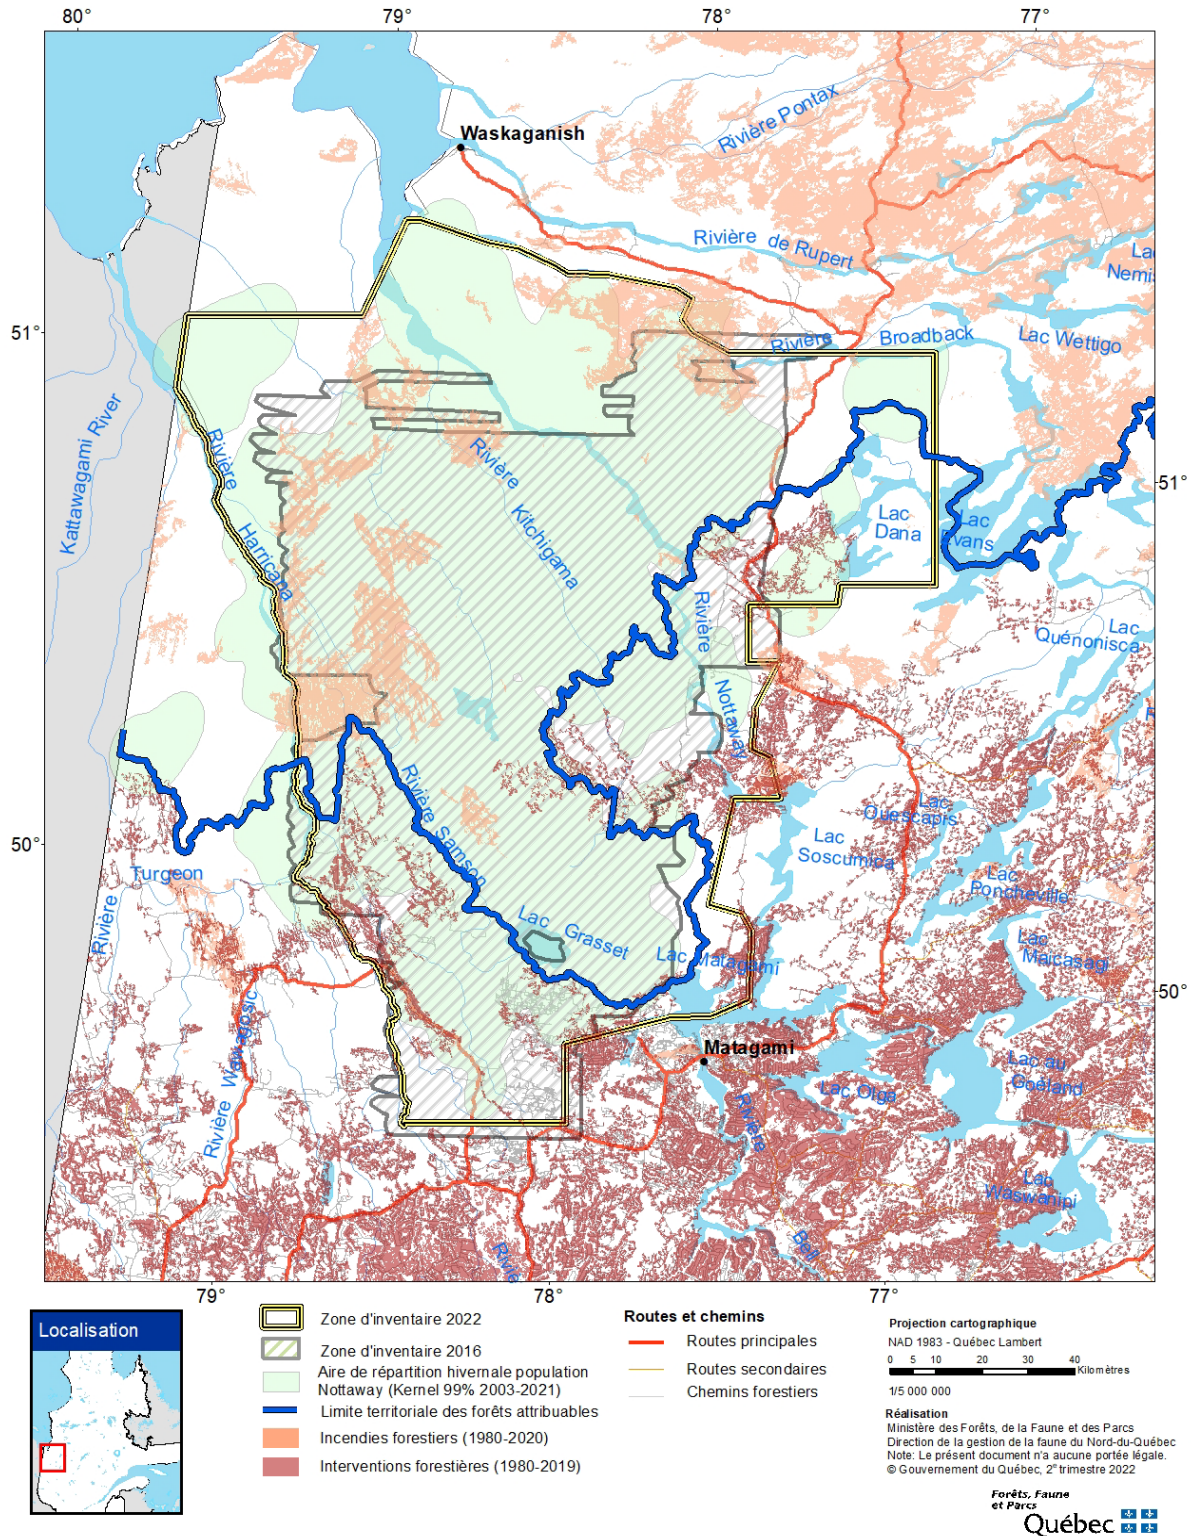 80° 79° 78° 77°
Waskaganish
Rivière Pontax
Rivière de Rupert
Lac
Nemis
51°
Rivière Broadback
Lac Wettigo
Kattawagami River
Rivière Harricana
Rivière Kitchigama
51°
Lac
Dana
Lac
Evans
Rivière Nottaway
Lac
Quénonisca
R
Rivière Samson
50°
Lac
Ouescapis
Lac
Soscumica
Turgeon
Rivière
Lac
Poncheville
Lac Grasset
Lac Matagami
Lac
Maicasagi
50°
Matagami
Rivière Wawagosic
Lac au
Goéland
Lac Olga
Rivière
Bell
Lac
Waswanipi
Riviè
79° 78° 77°
Localisation
Zone d'inventaire 2022
Zone d'inventaire 2016
Aire de répartition hivernale population
Nottaway (Kernel 99% 2003-2021)
Limite territoriale des forêts attribuables
Incendies forestiers (1980-2020)
Interventions forestières (1980-2019)
Routes et chemins
Routes principales
Routes secondaires
Chemins forestiers
Projection cartographique
NAD 1983 - Québec Lambert
0 5 10 20 30 40
Kilomètres
1/5 000 000
Réalisation
Ministère des Forêts, de la Faune et des Parcs
Direction de la gestion de la faune du Nord-du-Québec
Note: Le présent document n'a aucune portée légale.
© Gouvernement du Québec, 2e trimestre 2022
Forêts, Faune
et Parcs
Québec